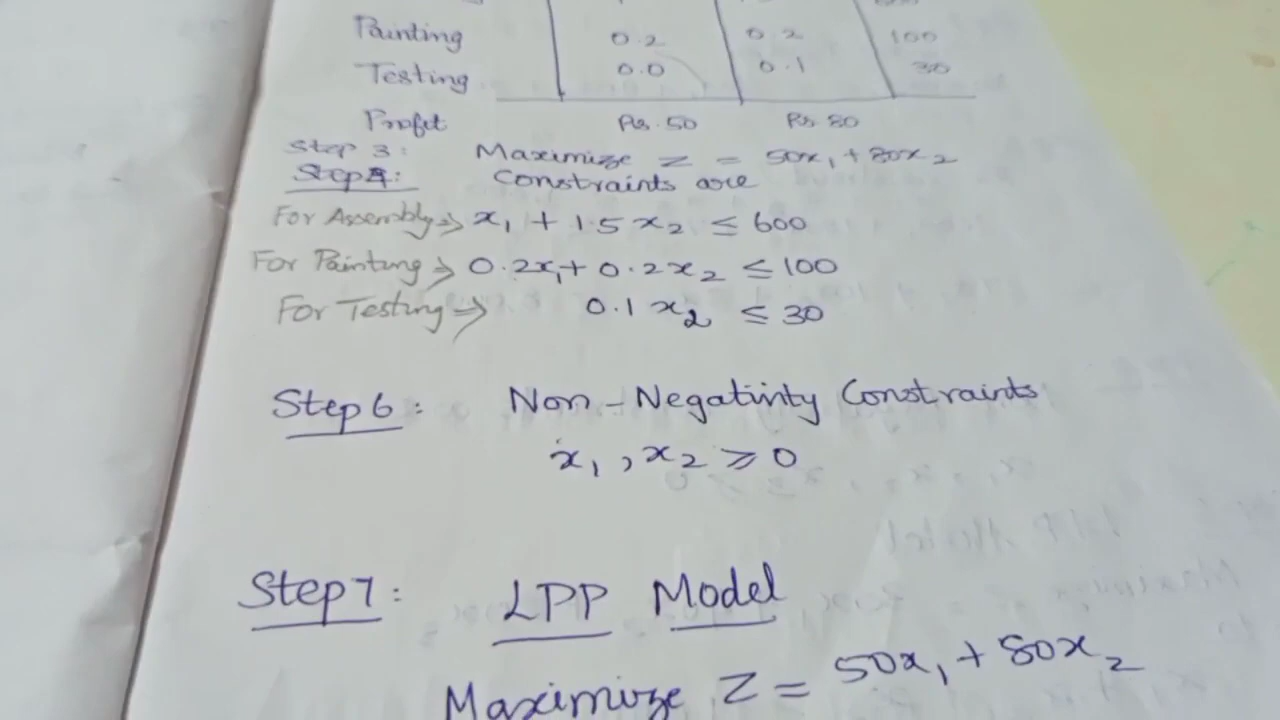 Painting 0.2 0.2 100
Testing 0.0 0.1 30
Profit Rs. 50 Rs 80
Step 3: Maximize Z = 50x₁ + 80x₂
Step 4: Constraints are
For Assembly → x₁ + 1.5 x₂ ≤ 600
For Painting → 0.2x₁ + 0.2x₂ ≤ 100
For Testing → 0.1 x₂ ≤ 30
Step 6: Non-Negativity Constraints
x₁, x₂ ≥ 0
Step 7: LPP Model
Maximize Z = 50x₁ + 80x₂